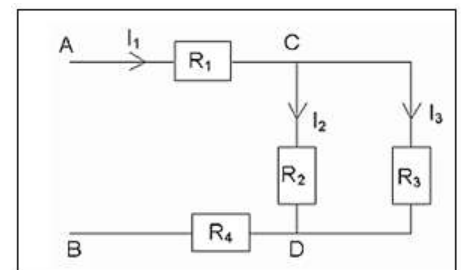 A I₁ R₁ C
I₂ I₃
R₂ R₃
B R₄ D